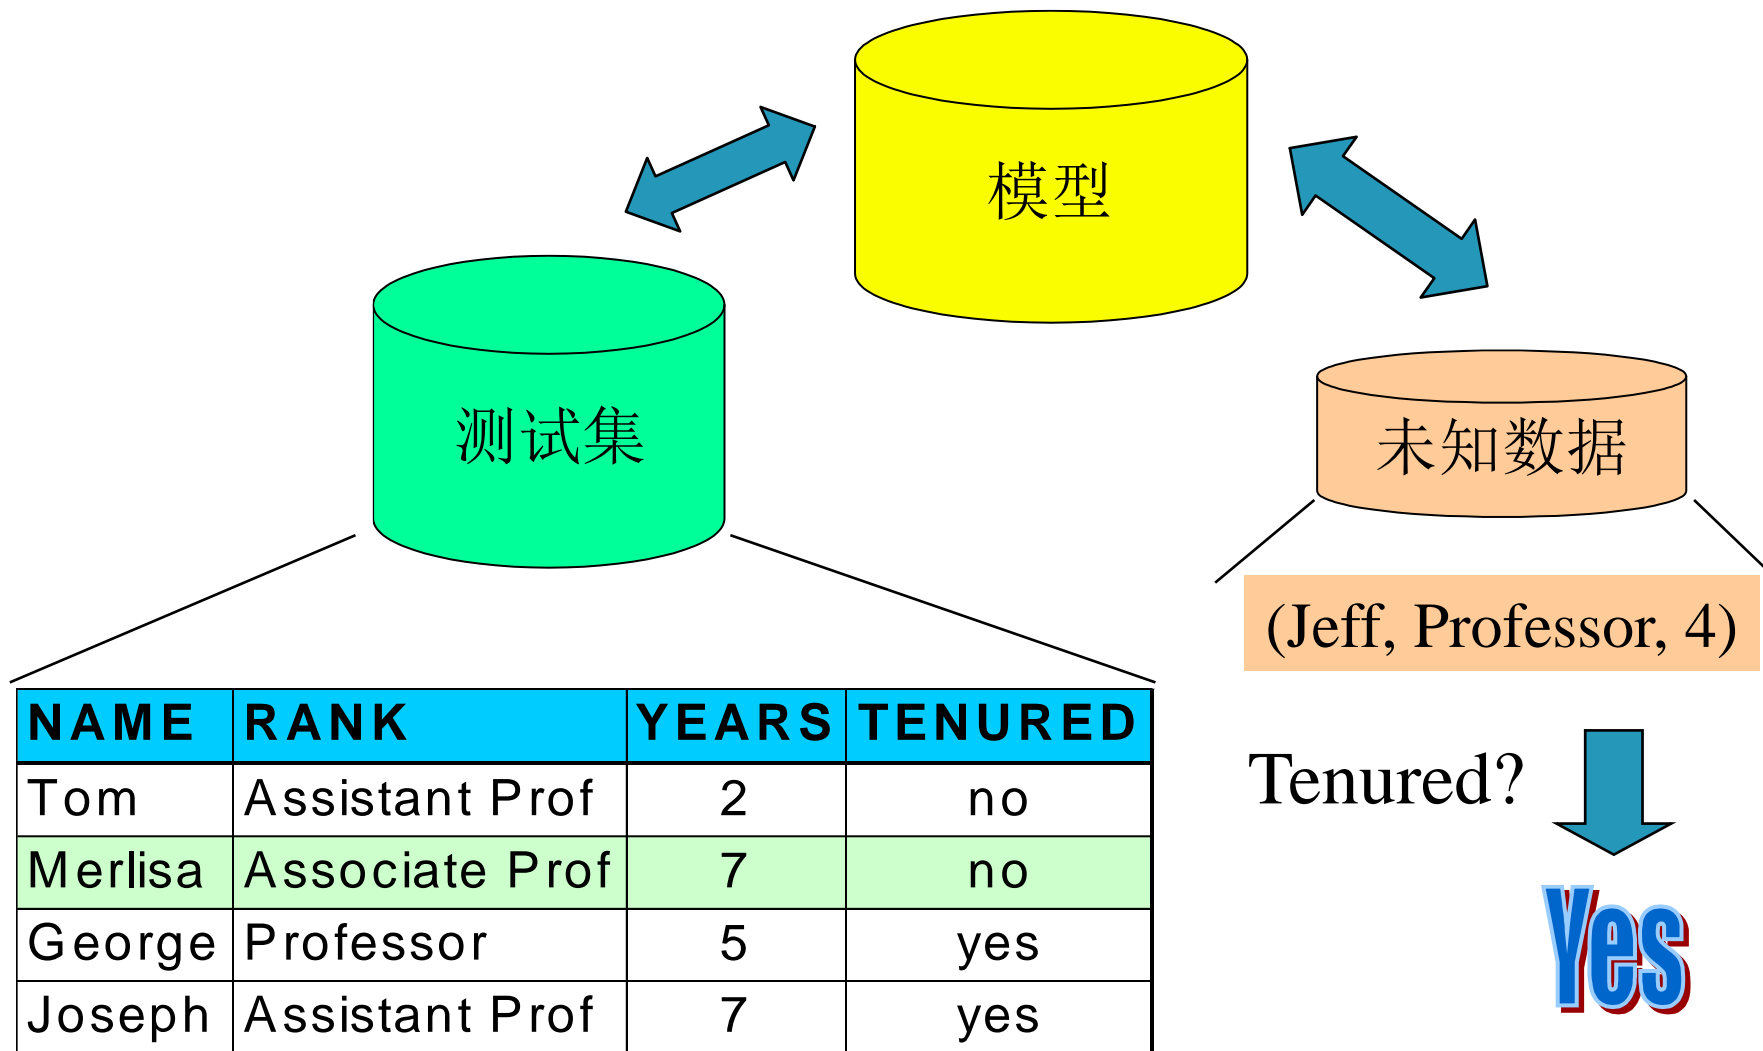 模型
测试集
未知数据
(Jeff, Professor, 4)
NAME RANK YEARS TENURED
Tom Assistant Prof 2 no
Merlisa Associate Prof 7 no
George Professor 5 yes
Joseph Assistant Prof 7 yes
Tenured?
Yes